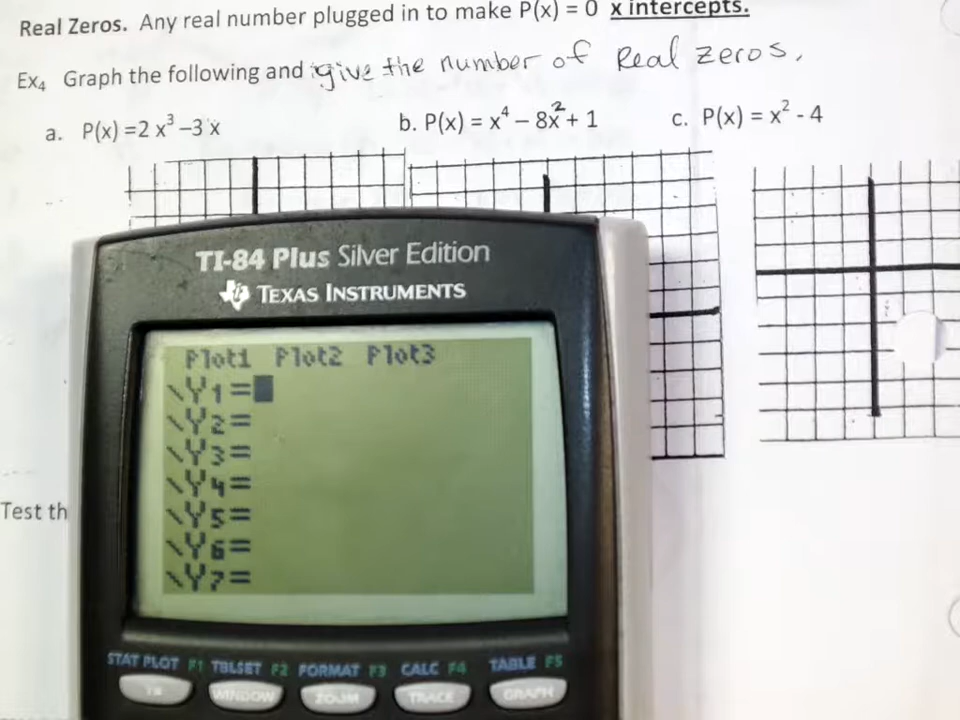 Real Zeros. Any real number plugged in to make P(x) = 0 x intercepts.
Ex₄ Graph the following and give the number of Real zeros.
a. P(x) =2 x³ –3 x b. P(x) = x⁴ – 8x² + 1 c. P(x) = x² - 4
TI-84 Plus Silver Edition
TEXAS INSTRUMENTS
Plot1 Plot2 Plot3
\Y1=
\Y2=
\Y3=
\Y4=
\Y5=
\Y6=
\Y7=
Test th
STAT PLOT F1 TBLSET F2 FORMAT F3 CALC F4 TABLE F5
WINDOW ZOOM TRACE GRAPH